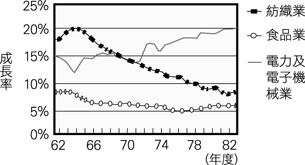 25%
20%
15%
10%
5%
0%
成長率
62 66 70 74 78 82
(年度)
紡織業
食品業
電力及
電子機
械業